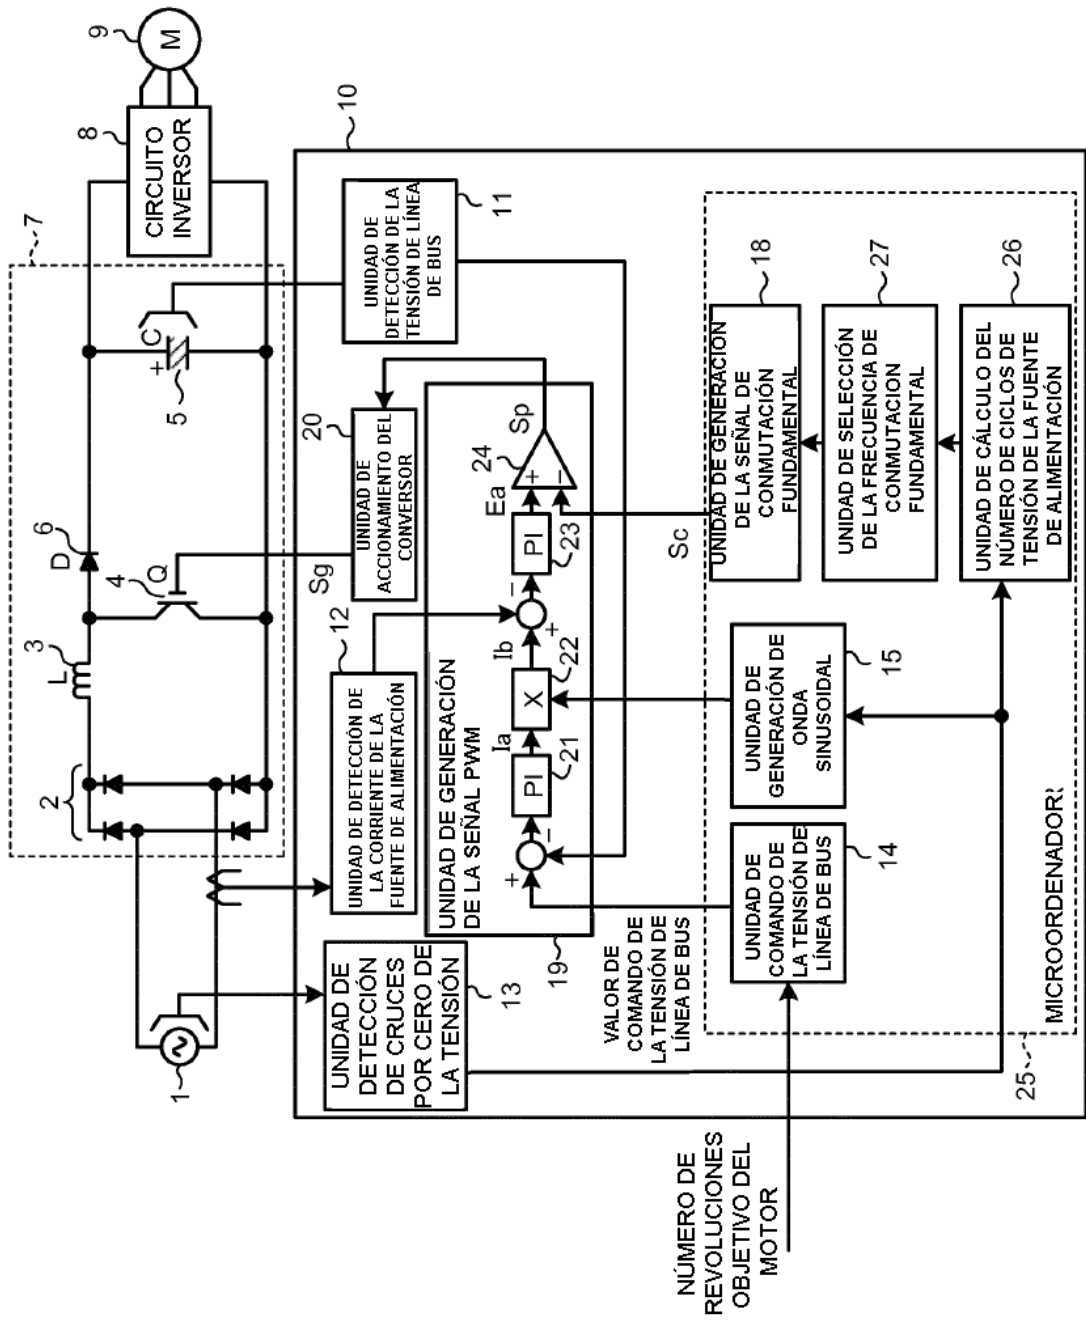 9
M
8
CIRCUITO
INVERSOR
7
C
+
5
6
D
4
Q
3
L
2
1
10
UNIDAD DE
DETECCIÓN DE LA
TENSIÓN DE LÍNEA
DE BUS
11
20
UNIDAD DE
ACCIONAMIENTO DEL
CONVERSOR
Sg
12
UNIDAD DE DETECCIÓN DE
LA CORRIENTE DE LA
FUENTE DE ALIMENTACIÓN
UNIDAD DE
DETECCIÓN
DE CRUCES
POR CERO DE
LA TENSIÓN
13
UNIDAD DE GENERACIÓN
DE LA SEÑAL PWM
19
+
−
PI
21
Ia
X
22
Ib
+
−
PI
23
Ea
+
−
24
Sp
Sc
VALOR DE
COMANDO DE
LA TENSIÓN DE
LÍNEA DE BUS
UNIDAD DE
COMANDO DE
LA TENSIÓN DE
LÍNEA DE BUS
14
UNIDAD DE
GENERACIÓN DE
ONDA
SINUSOIDAL
15
UNIDAD DE GENERACIÓN
DE LA SEÑAL DE
CONMUTACIÓN
FUNDAMENTAL
18
UNIDAD DE SELECCIÓN
DE LA FRECUENCIA DE
CONMUTACION
FUNDAMENTAL
27
UNIDAD DE CÁLCULO DEL
NÚMERO DE CICLOS DE
TENSIÓN DE LA FUENTE
DE ALIMENTACIÓN
26
MICROORDENADOR
25
NÚMERO DE
REVOLUCIONES
OBJETIVO DEL
MOTOR